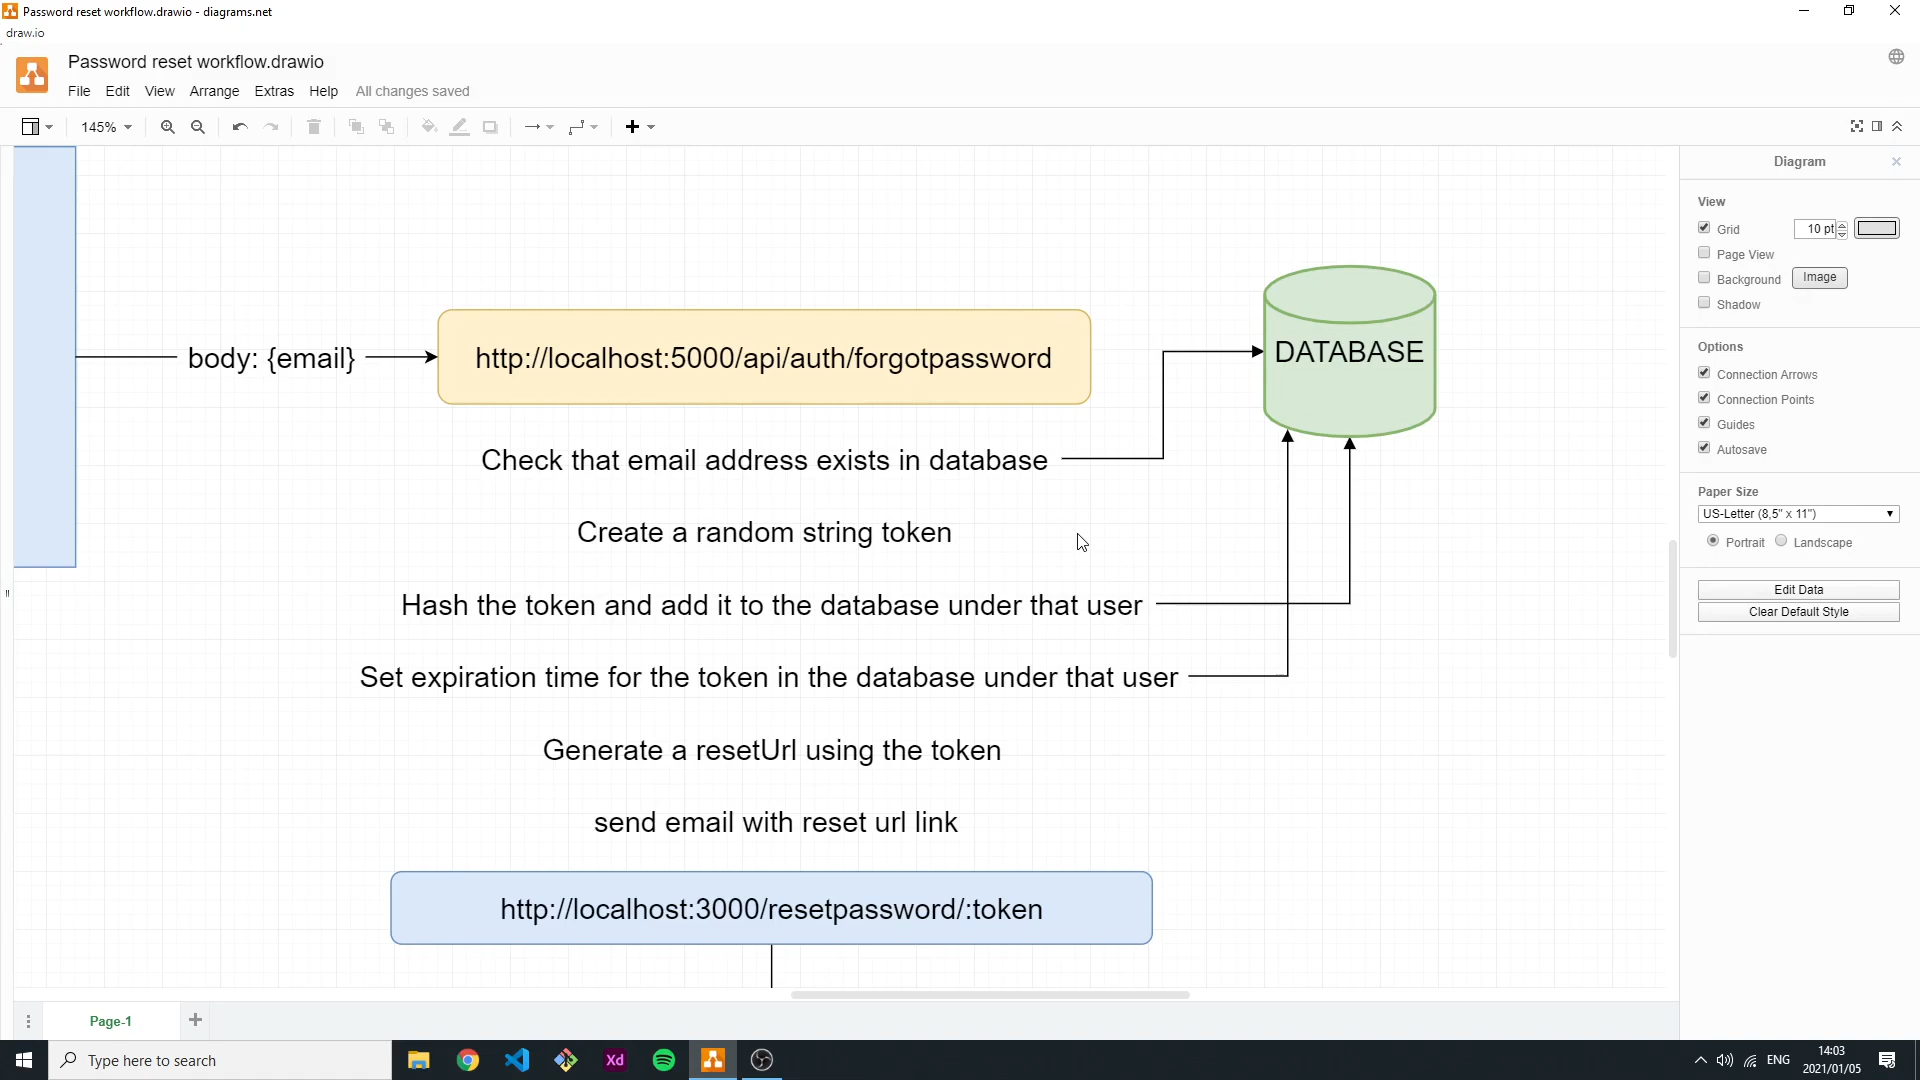 Password reset workflow.drawio - diagrams.net
draw.io
Password reset workflow.drawio
File Edit View Arrange Extras Help All changes saved
145%
Diagram
View
Grid 10 pt
Page View
Background Image
Shadow
Options
Connection Arrows
Connection Points
Guides
Autosave
Paper Size
US-Letter (8,5" x 11")
Portrait Landscape
Edit Data
Clear Default Style
body: {email}
http://localhost:5000/api/auth/forgotpassword
DATABASE
Check that email address exists in database
Create a random string token
Hash the token and add it to the database under that user
Set expiration time for the token in the database under that user
Generate a resetUrl using the token
send email with reset url link
http://localhost:3000/resetpassword/:token
Page-1
Type here to search
Xd
ENG
14:03
2021/01/05